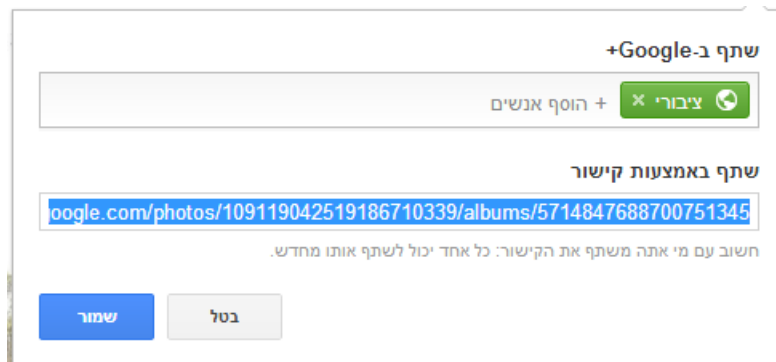 שתף ב-Google+
ציבורי × + הוסף אנשים
שתף באמצעות קישור
google.com/photos/109119042519186710339/albums/5714847688700751345
חשוב עם מי אתה משתף את הקישור: כל אחד יכול לשתף אותו מחדש.
שמור בטל